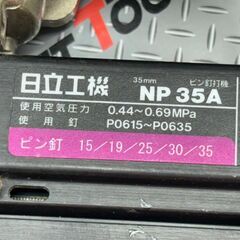 日立工機
35mm ピン釘打機
NP 35A
使用空気圧力 0.44～0.69MPa
使用釘 P0615～P0635
ピン釘 15/19/25/30/35